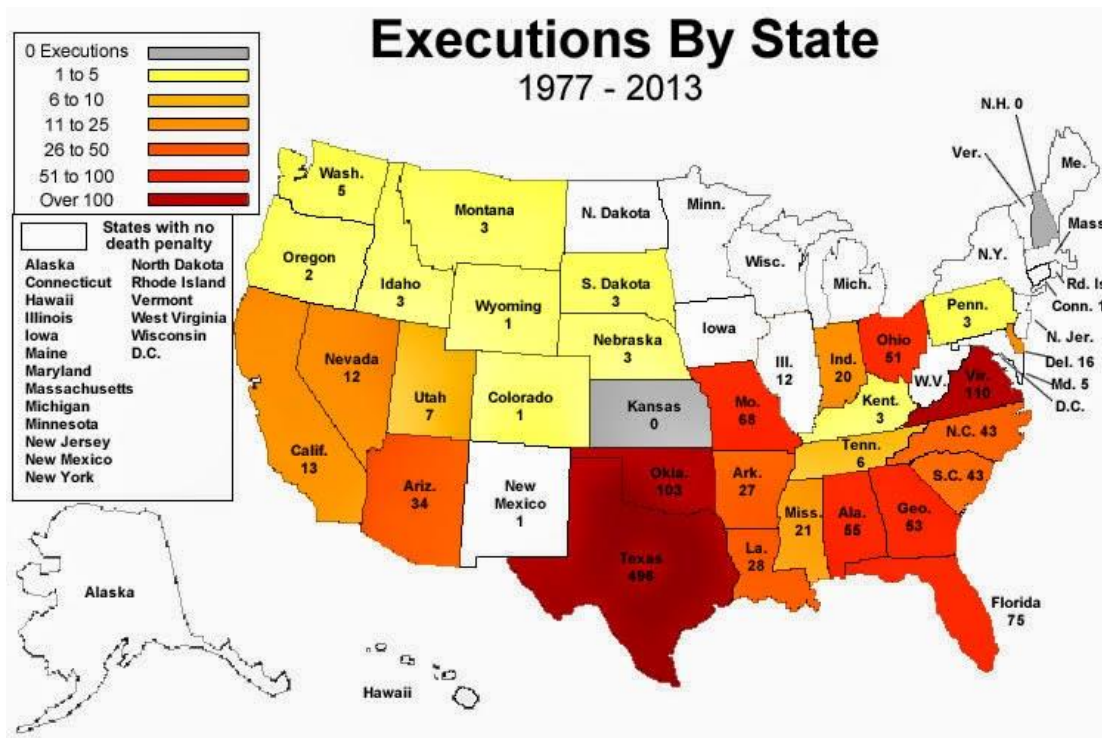 Executions By State
1977 - 2013
0 Executions
1 to 5
6 to 10
11 to 25
26 to 50
51 to 100
Over 100
States with no
death penalty
Alaska
Connecticut
Hawaii
Illinois
Iowa
Maine
Maryland
Massachusetts
Michigan
Minnesota
New Jersey
New Mexico
New York
North Dakota
Rhode Island
Vermont
West Virginia
Wisconsin
D.C.
N.H. 0
Ver.
Me.
Mass
Rd. Is
Conn. 1
N. Jer.
Del. 16
Md. 5
D.C.
Wash.
5
Montana
3
N. Dakota
Minn.
Oregon
2
Idaho
3
Wyoming
1
S. Dakota
3
Wisc.
Mich.
N.Y.
Penn.
3
Nebraska
3
Iowa
Ill.
12
Ind.
20
Ohio
51
W.V.
Vir.
110
Nevada
12
Utah
7
Colorado
1
Kansas
0
Mo.
68
Kent.
3
Calif.
13
Ariz.
34
New
Mexico
1
Okla.
103
Ark.
27
Tenn.
6
N.C. 43
S.C. 43
Texas
496
La.
28
Miss.
21
Ala.
55
Geo.
53
Florida
75
Alaska
Hawaii